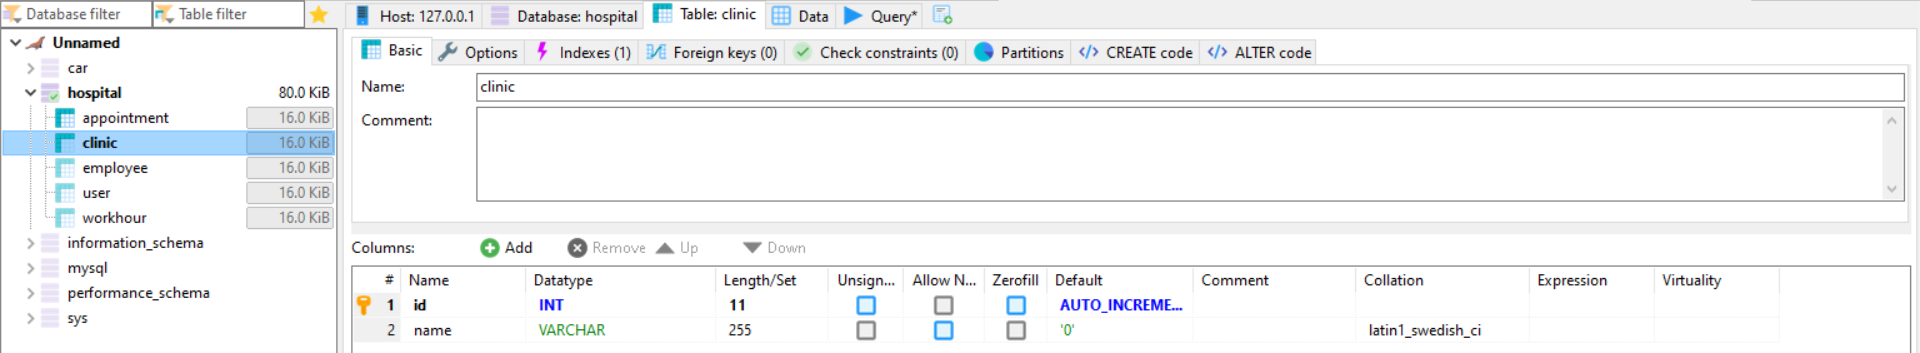 Database filter Table filter
Host: 127.0.0.1 Database: hospital Table: clinic Data Query*
Unnamed
car
hospital 80.0 KiB
appointment 16.0 KiB
clinic 16.0 KiB
employee 16.0 KiB
user 16.0 KiB
workhour 16.0 KiB
information_schema
mysql
performance_schema
sys
Basic Options Indexes (1) Foreign keys (0) Check constraints (0) Partitions </> CREATE code </> ALTER code
Name: clinic
Comment:
Columns: Add Remove Up Down
# Name Datatype Length/Set Unsign... Allow N... Zerofill Default Comment Collation Expression Virtuality
1 id INT 11 AUTO_INCREME...
2 name VARCHAR 255 '0' latin1_swedish_ci